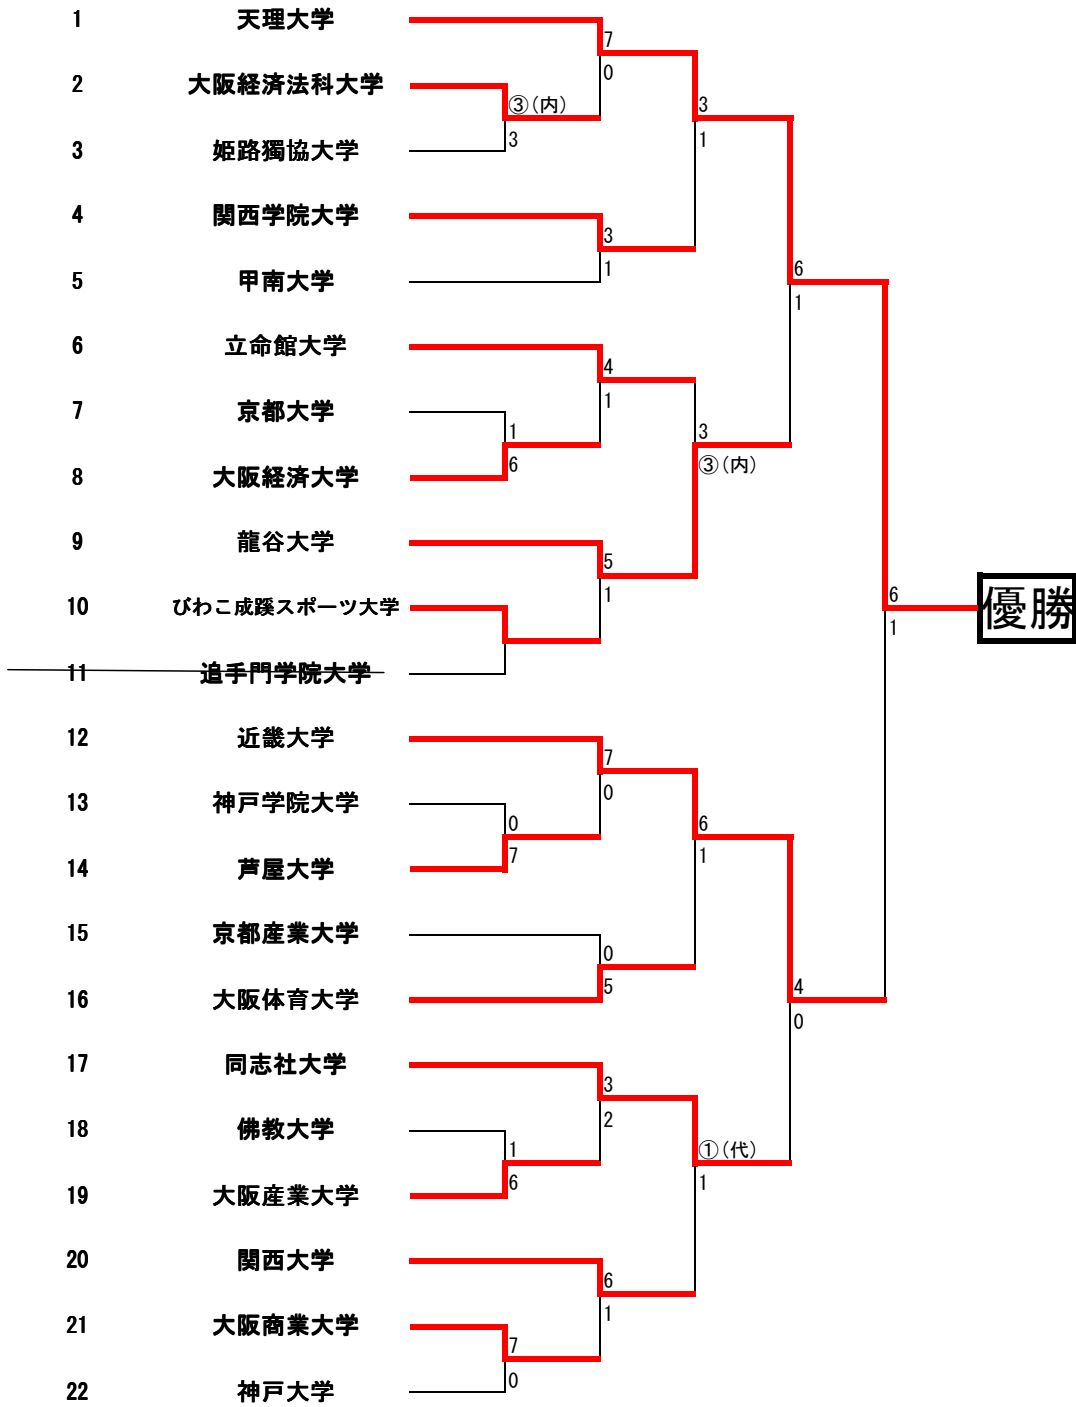 1 天理大学
7
2 大阪経済法科大学
0
③（内）
3
3 姫路獨協大学
3
1
4 関西学院大学
3
1
5 甲南大学
6
1
6 立命館大学
4
1
7 京都大学
1
6
3
③（内）
8 大阪経済大学
9 龍谷大学
5
1
10 びわこ成蹊スポーツ大学
6
1
優勝
11 追手門学院大学
12 近畿大学
7
0
13 神戸学院大学
0
7
6
1
14 芦屋大学
15 京都産業大学
0
5
16 大阪体育大学
4
0
17 同志社大学
3
2
18 佛教大学
1
6
①（代）
1
19 大阪産業大学
20 関西大学
6
1
21 大阪商業大学
7
0
22 神戸大学